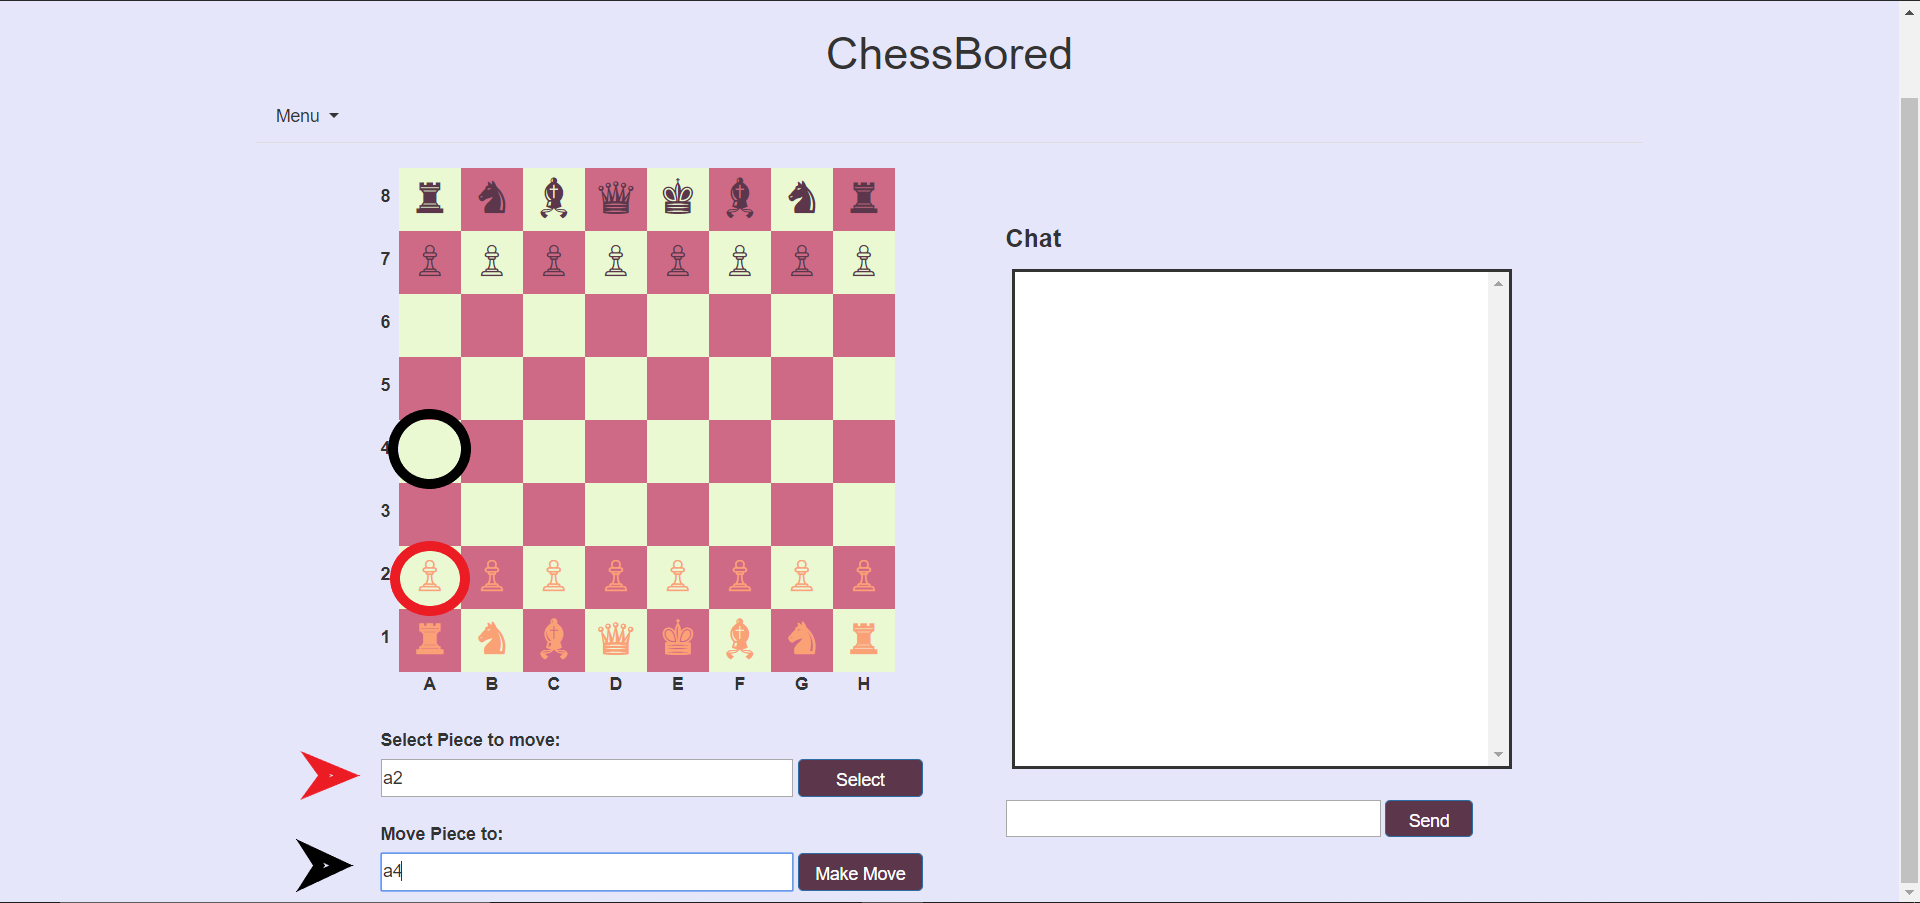 ChessBored
Menu
8
7
6
5
4
3
2
1
A B C D E F G H
Select Piece to move:
a2
Select
Move Piece to:
a4
Make Move
Chat
Send